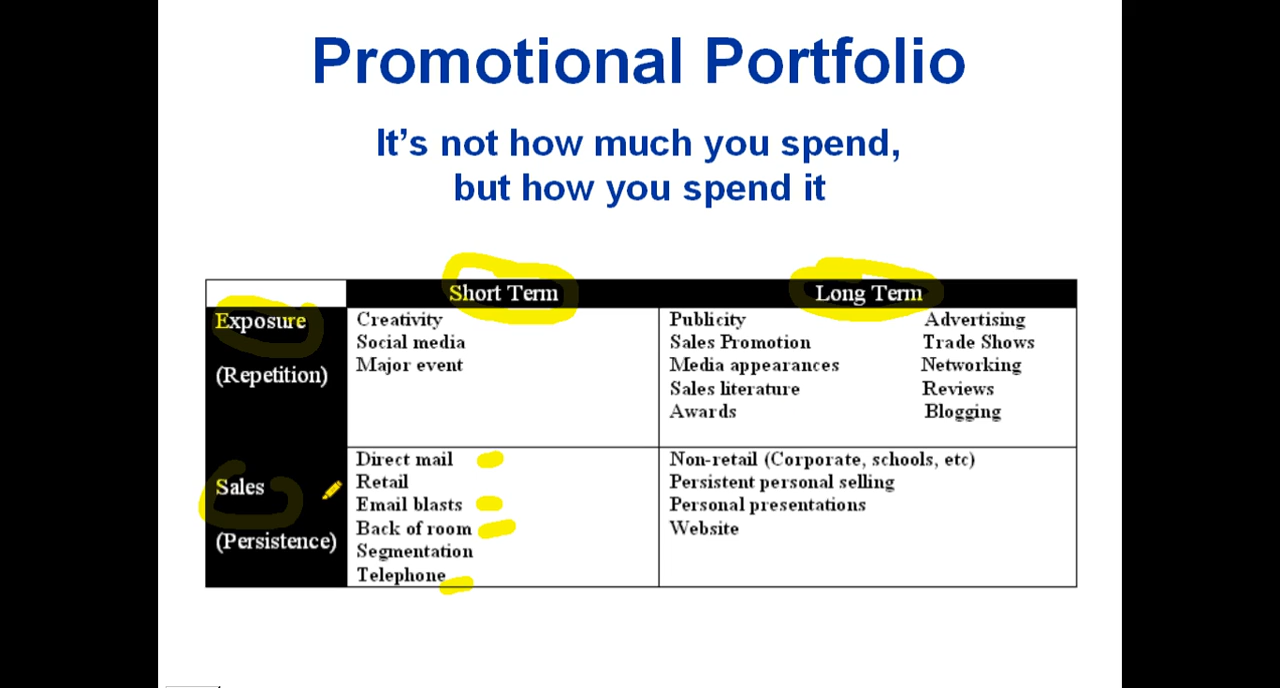 Promotional Portfolio
It's not how much you spend,
but how you spend it
Short Term Long Term
Exposure
(Repetition)
Creativity
Social media
Major event
Publicity Advertising
Sales Promotion Trade Shows
Media appearances Networking
Sales literature Reviews
Awards Blogging
Sales
(Persistence)
Direct mail
Retail
Email blasts
Back of room
Segmentation
Telephone
Non-retail (Corporate, schools, etc)
Persistent personal selling
Personal presentations
Website